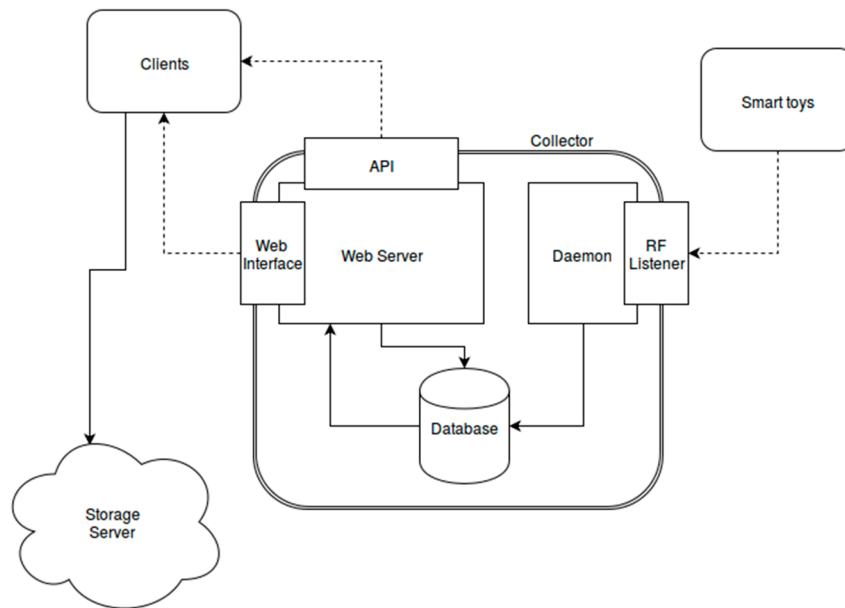 Clients
Smart toys
Collector
API
Web
Interface
Web Server
Daemon
RF
Listener
Database
Storage
Server